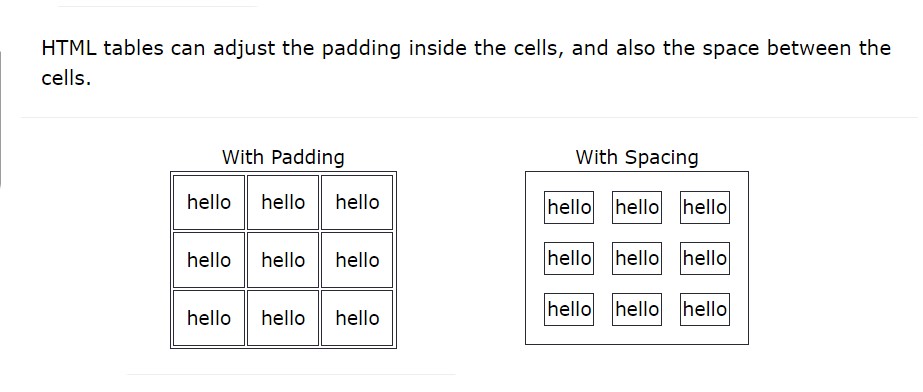 HTML tables can adjust the padding inside the cells, and also the space between the
cells.
With Padding
With Spacing
hello hello hello
hello hello hello
hello hello hello
hello hello hello
hello hello hello
hello hello hello